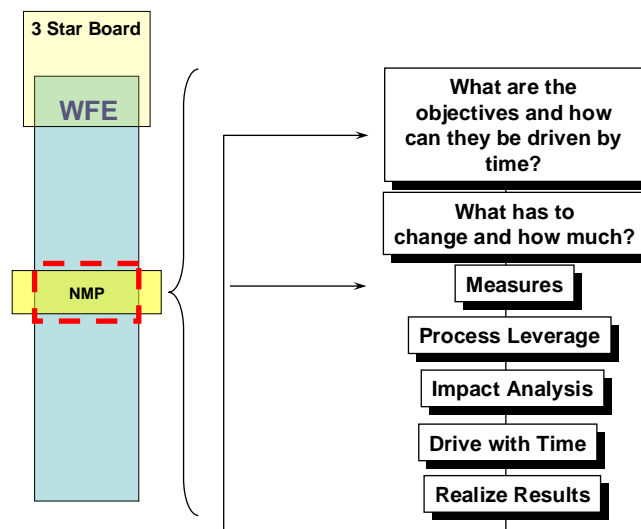 3 Star Board
WFE
NMP
What are the
objectives and how
can they be driven by
time?
What has to
change and how much?
Measures
Process Leverage
Impact Analysis
Drive with Time
Realize Results